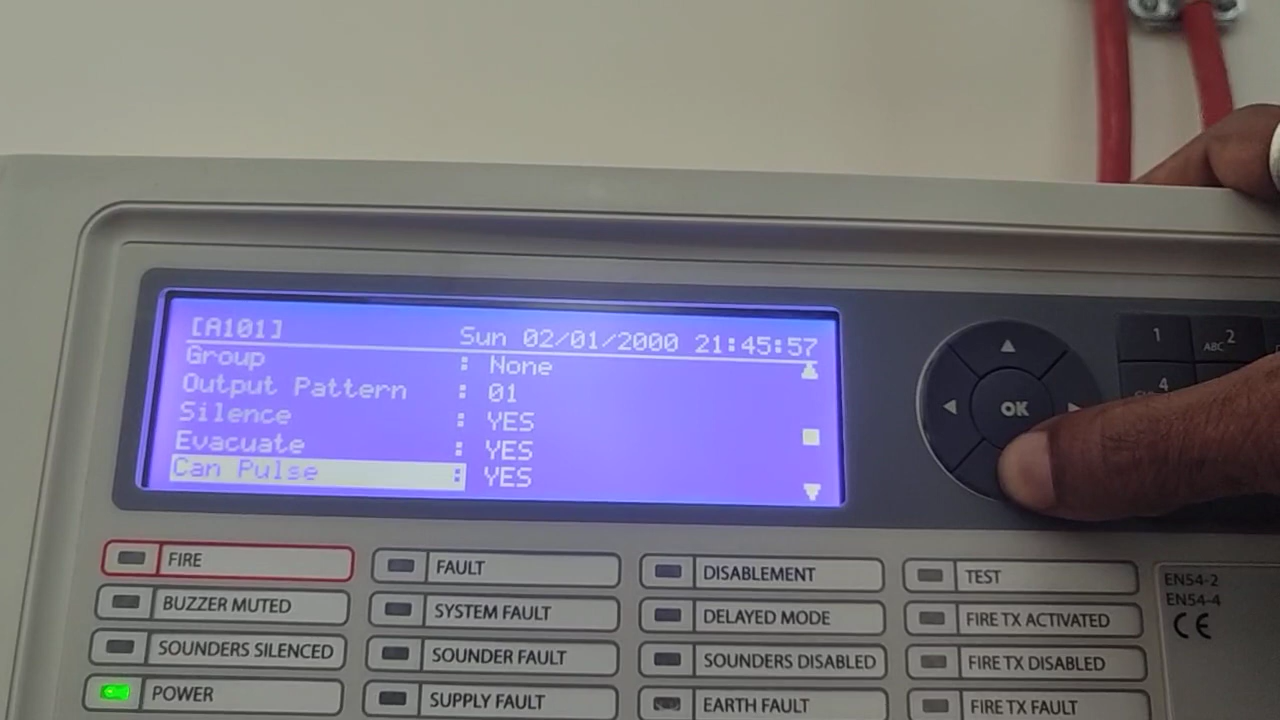 [A101] Sun 02/01/2000 21:45:57
Group : None
Output Pattern : 01
Silence : YES
Evacuate : YES
Can Pulse : YES
OK
1
ABC 2
4
FIRE
FAULT
DISABLEMENT
TEST
BUZZER MUTED
SYSTEM FAULT
DELAYED MODE
FIRE TX ACTIVATED
SOUNDERS SILENCED
SOUNDER FAULT
SOUNDERS DISABLED
FIRE TX DISABLED
POWER
SUPPLY FAULT
EARTH FAULT
FIRE TX FAULT
EN54-2
EN54-4
CE